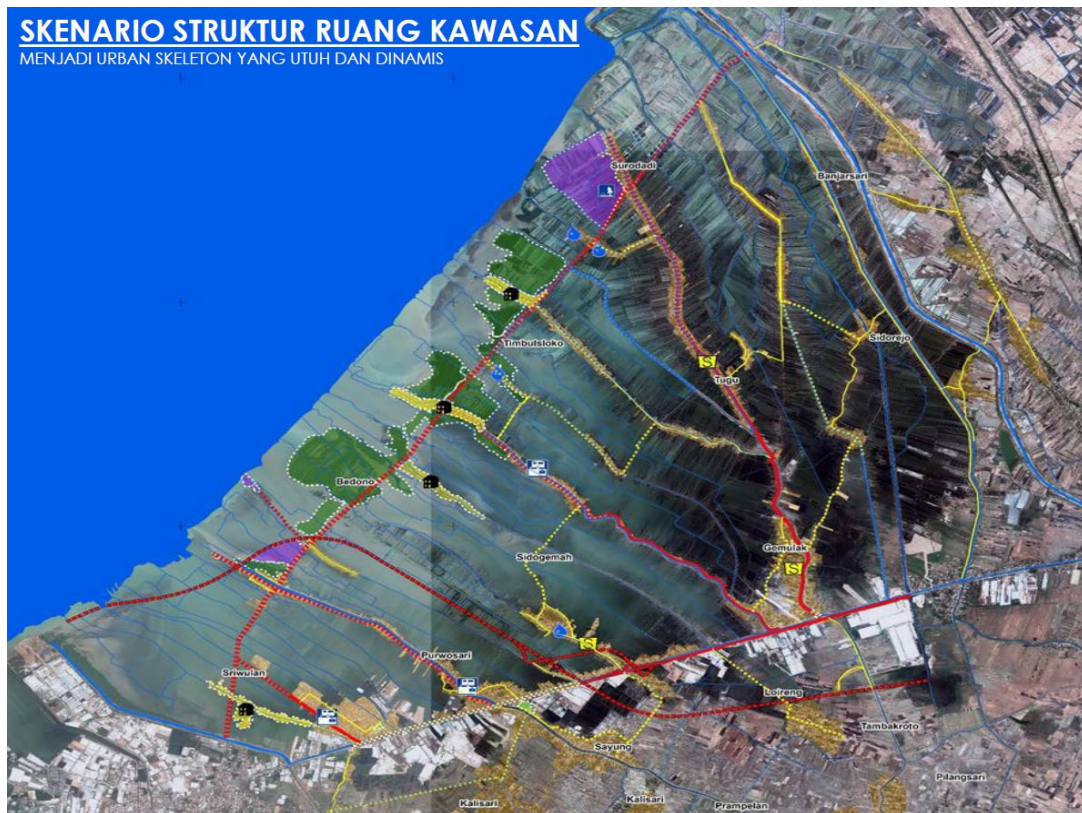 SKENARIO STRUKTUR RUANG KAWASAN
MENJADI URBAN SKELETON YANG UTUH DAN DINAMIS
Surodadi
Banjarsari
Timbulsloko
Sidorejo
Tugu
S
Bedono
Sidogemah
Gemulak
S
S
Purwosari
Sriwulan
Loireng
Tambakroto
Sayung
Pilangsari
Kalisari
Kalisari
Prampelan